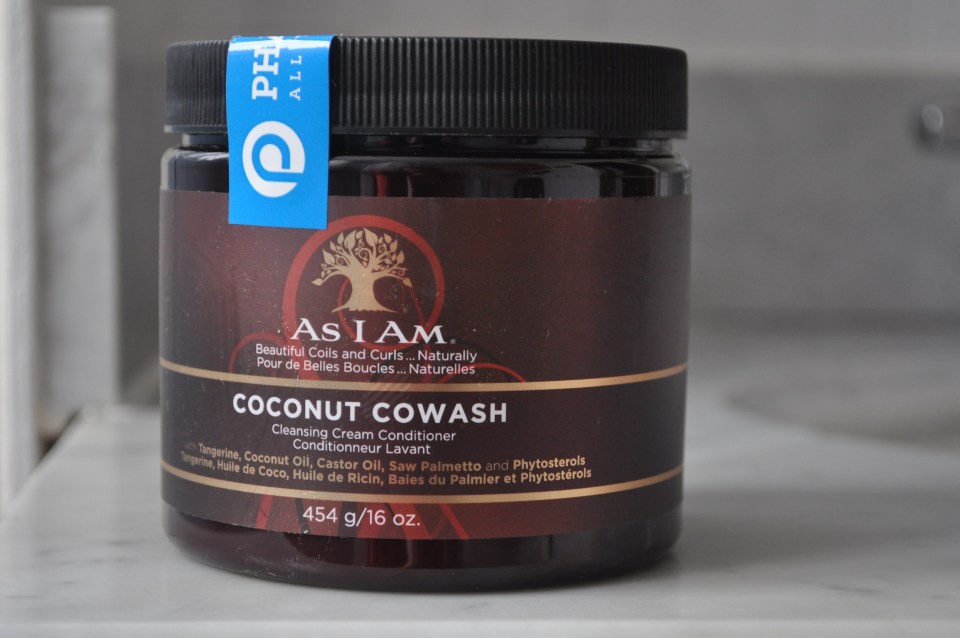 PH
ALL
AS I AM®
Beautiful Coils and Curls... Naturally
Pour de Belles Boucles... Naturelles
COCONUT COWASH
Cleansing Cream Conditioner
Conditionneur Lavant
with Tangerine, Coconut Oil, Castor Oil, Saw Palmetto and Phytosterols
Tangerine, Huile de Coco, Huile de Ricin, Baies du Palmier et Phytostérols
454 g/16 oz.